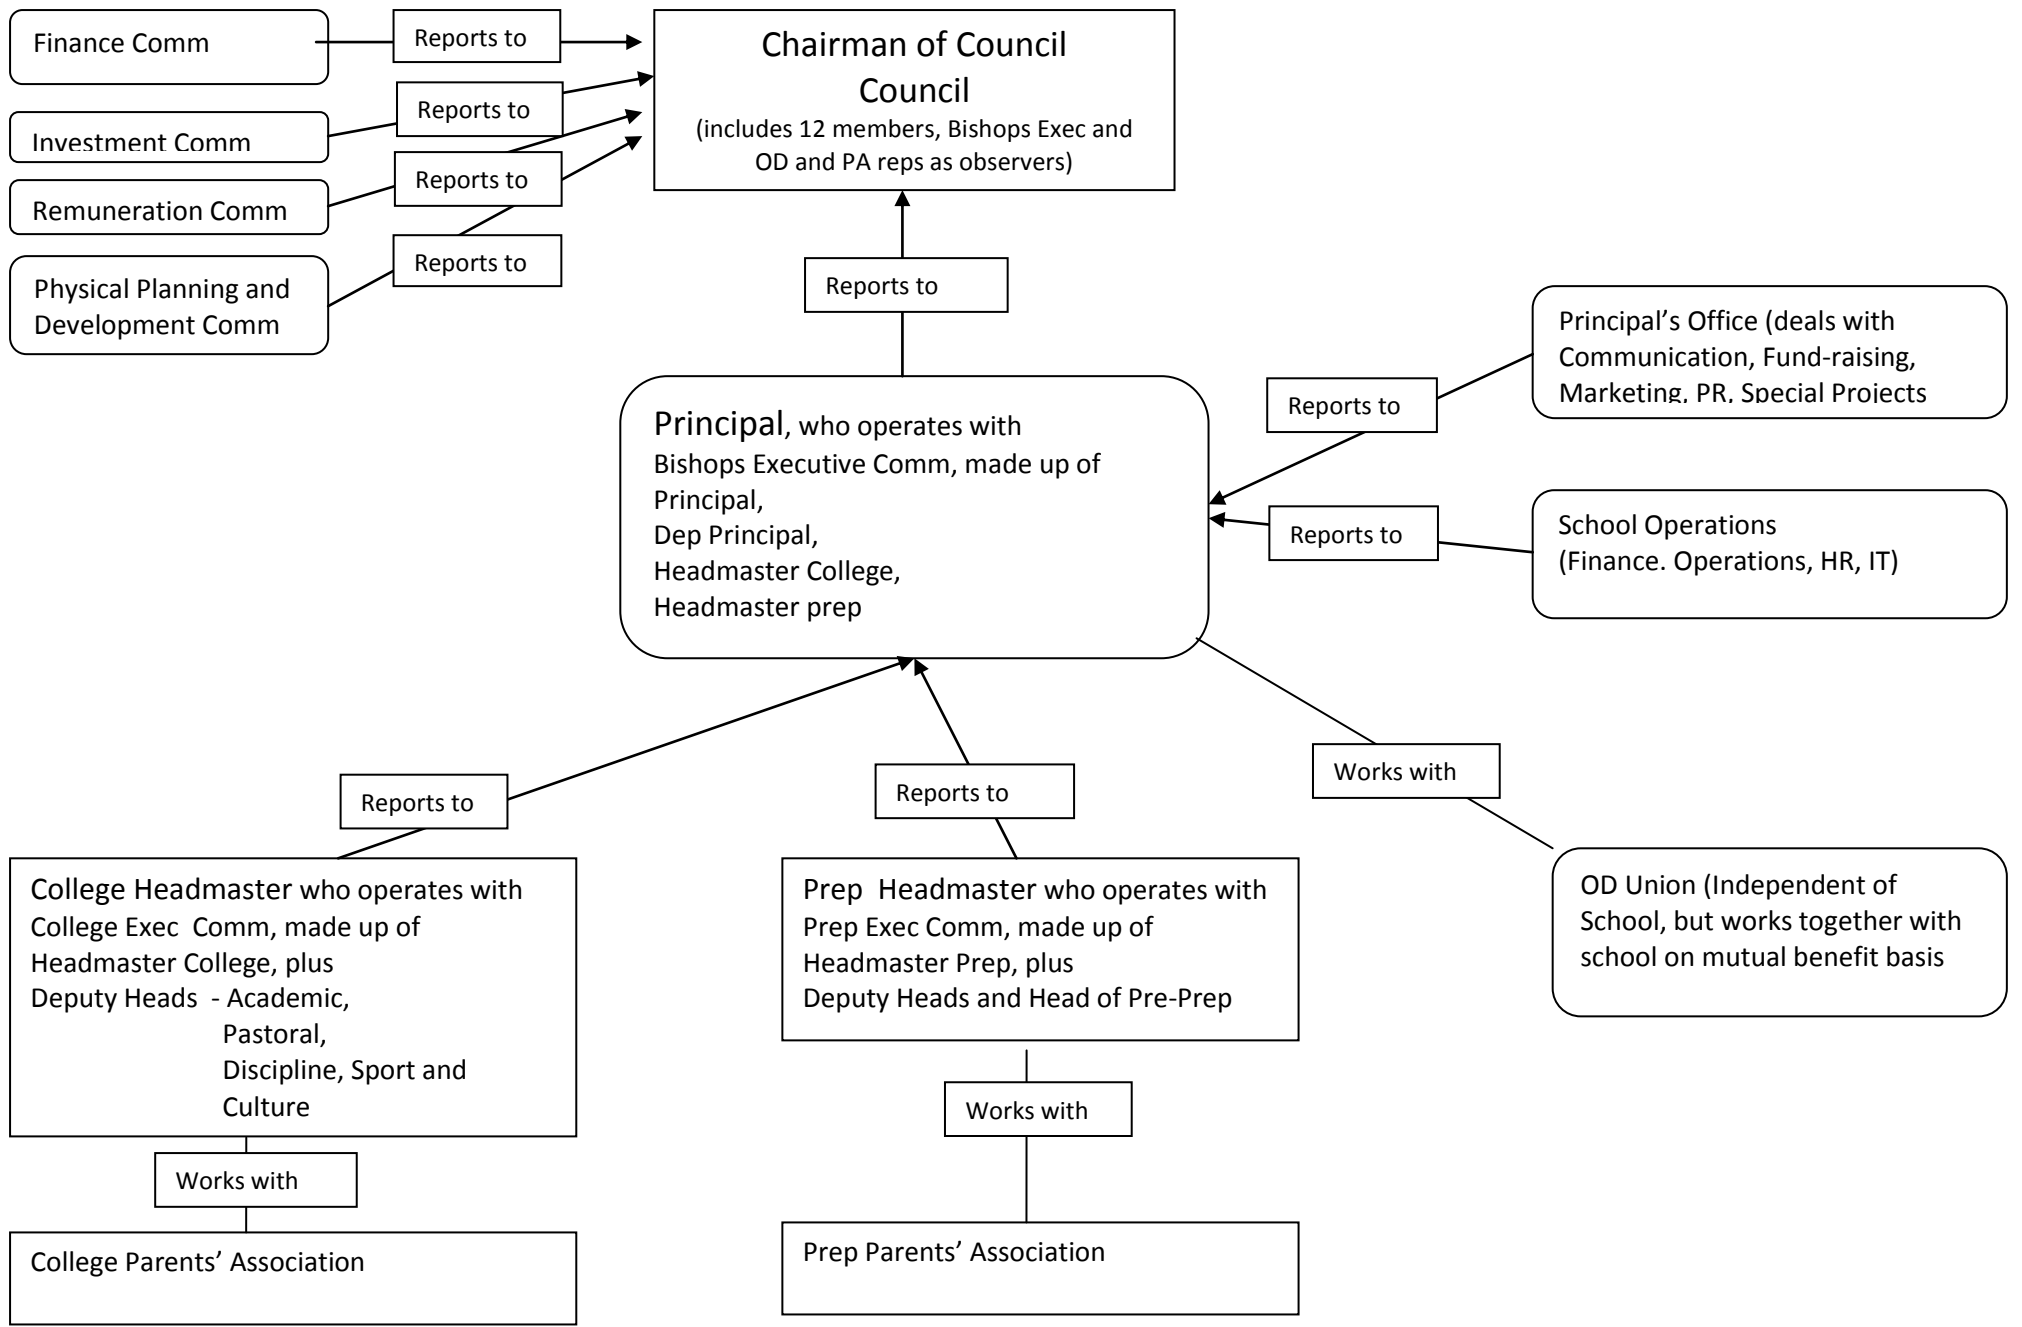 Finance Comm
Reports to
Chairman of Council
Council
(includes 12 members, Bishops Exec and
OD and PA reps as observers)
Investment Comm
Reports to
Remuneration Comm
Reports to
Physical Planning and
Development Comm
Reports to
Reports to
Principal’s Office (deals with
Communication, Fund-raising,
Marketing, PR, Special Projects
Reports to
Principal, who operates with
Bishops Executive Comm, made up of
Principal,
Dep Principal,
Headmaster College,
Headmaster prep
School Operations
(Finance. Operations, HR, IT)
Reports to
Reports to
Reports to
Works with
College Headmaster who operates with
College Exec  Comm, made up of
Headmaster College, plus
Deputy Heads  - Academic,
Pastoral,
Discipline, Sport and
Culture
Prep  Headmaster who operates with
Prep Exec Comm, made up of
Headmaster Prep, plus
Deputy Heads and Head of Pre-Prep
OD Union (Independent of
School, but works together with
school on mutual benefit basis
Works with
Works with
College Parents’ Association
Prep Parents’ Association